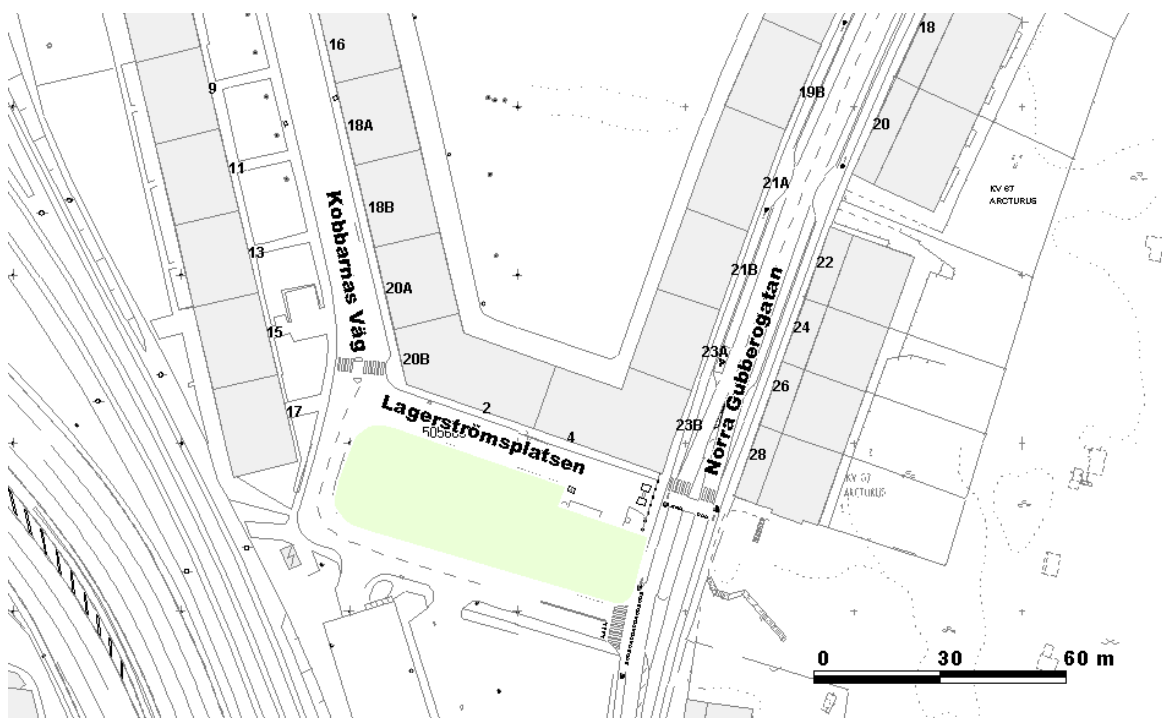 16
18
9
19B
18A
20
11
21A
KV 67
ARCTURUS
18B
Kobbarnas Väg
13
22
21B
20A
24
15
23A
20B
26
Norra Gubberogatan
17
2
Lagerströmsplatsen
4
23B
28
KV 67
ARCTURUS
0 30 60 m